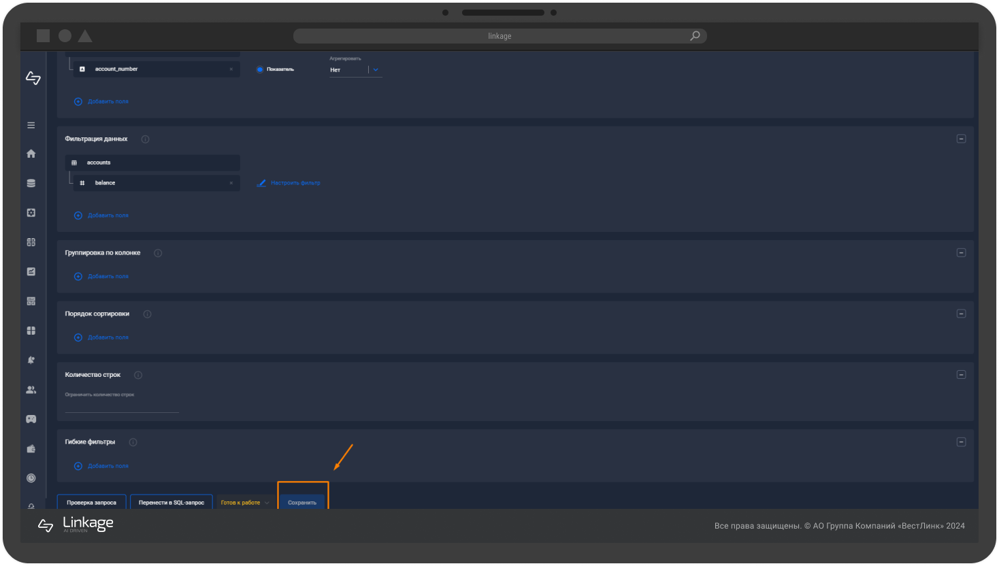 linkage
Агрегировать
account_number × Показатель Нет
Добавить поля
Фильтрация данных
accounts
balance × Настроить фильтр
Добавить поля
Группировка по колонке
Добавить поля
Порядок сортировки
Добавить поля
Количество строк
Ограничить количество строк
Гибкие фильтры
Добавить поля
Проверка запроса Перенести в SQL-запрос Готов к работе Сохранить
Linkage
AI DRIVEN
Все права защищены. © АО Группа Компаний «ВестЛинк» 2024